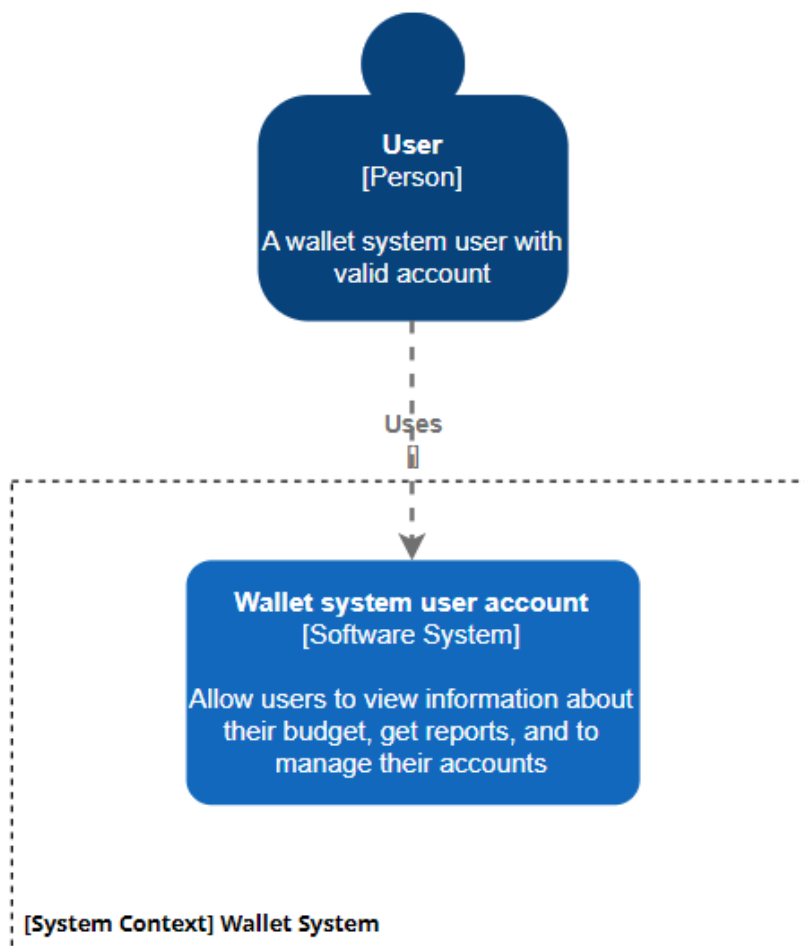 User
[Person]
A wallet system user with
valid account
Uses
[]
Wallet system user account
[Software System]
Allow users to view information about
their budget, get reports, and to
manage their accounts
[System Context] Wallet System